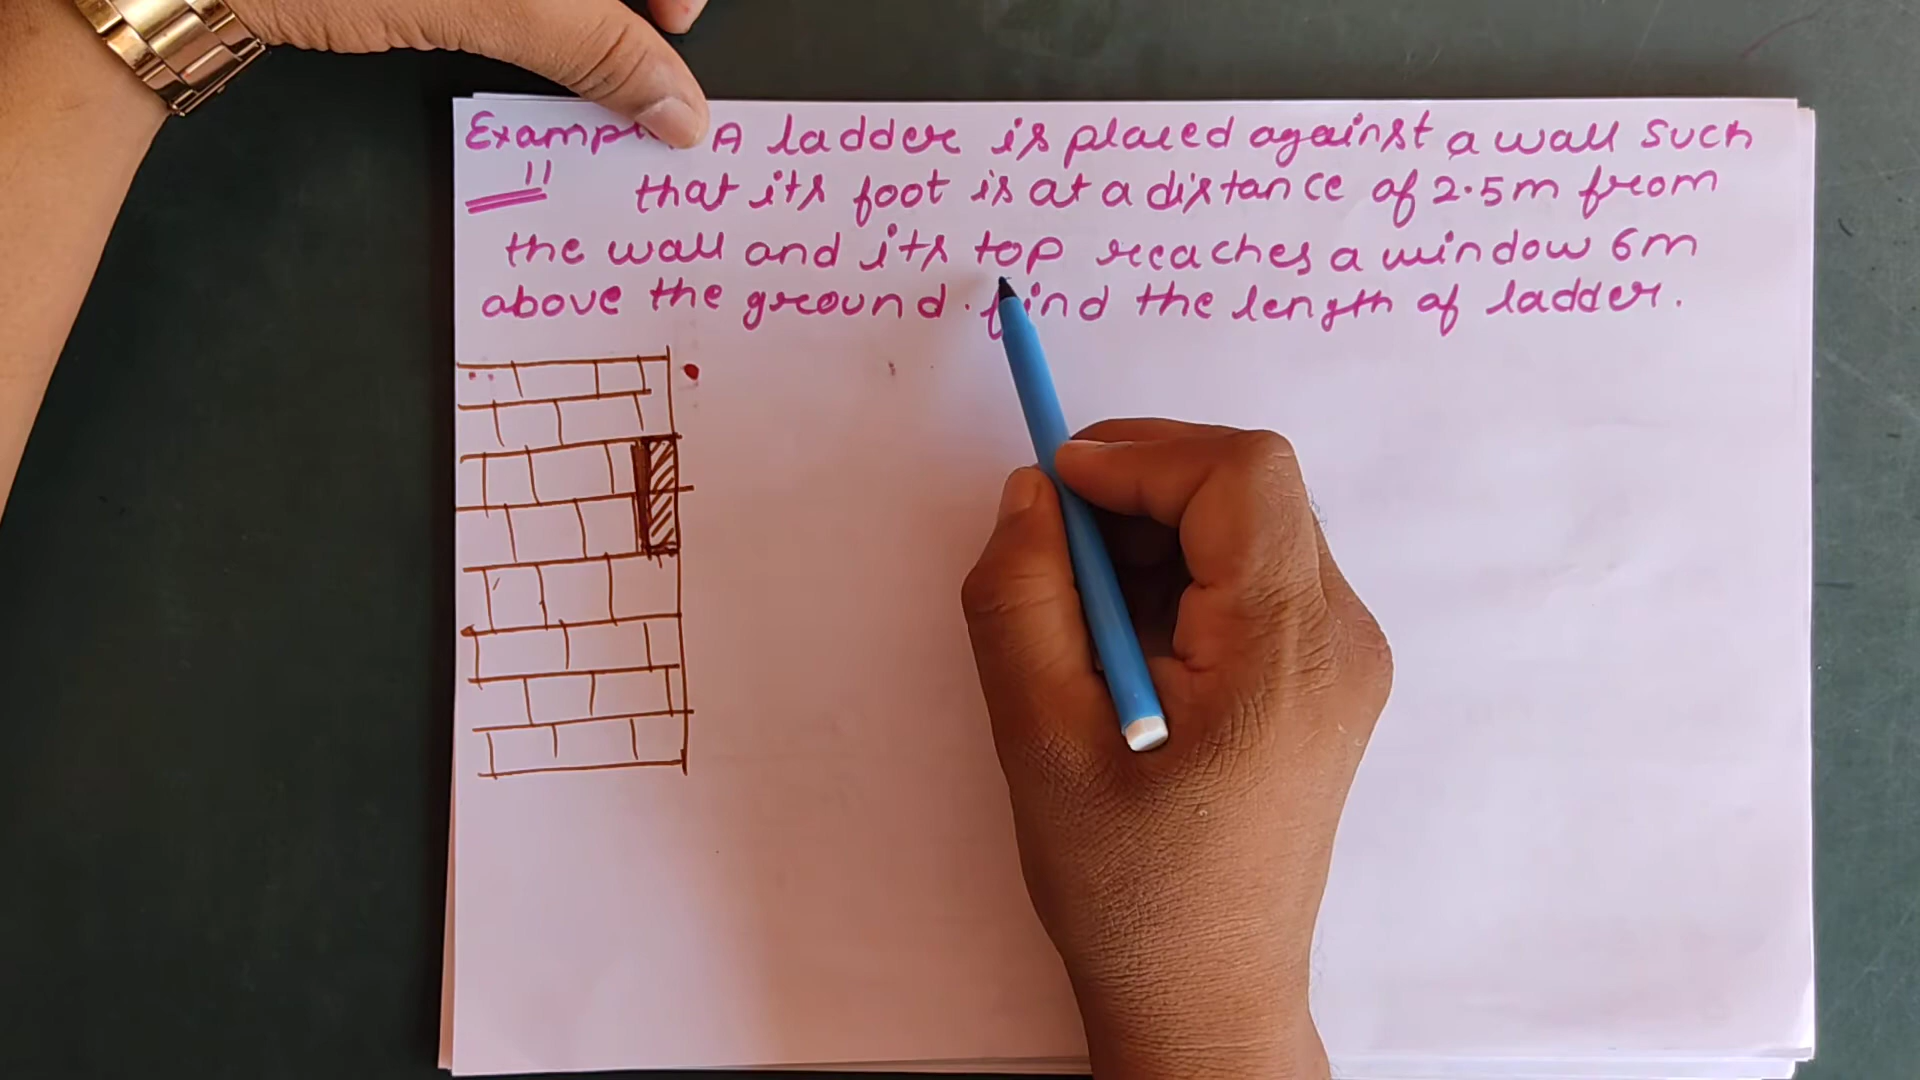 Example A ladder is placed against a wall such
11 that its foot is at a distance of 2.5m from
the wall and its top reaches a window 6m
above the ground. find the length of ladder.